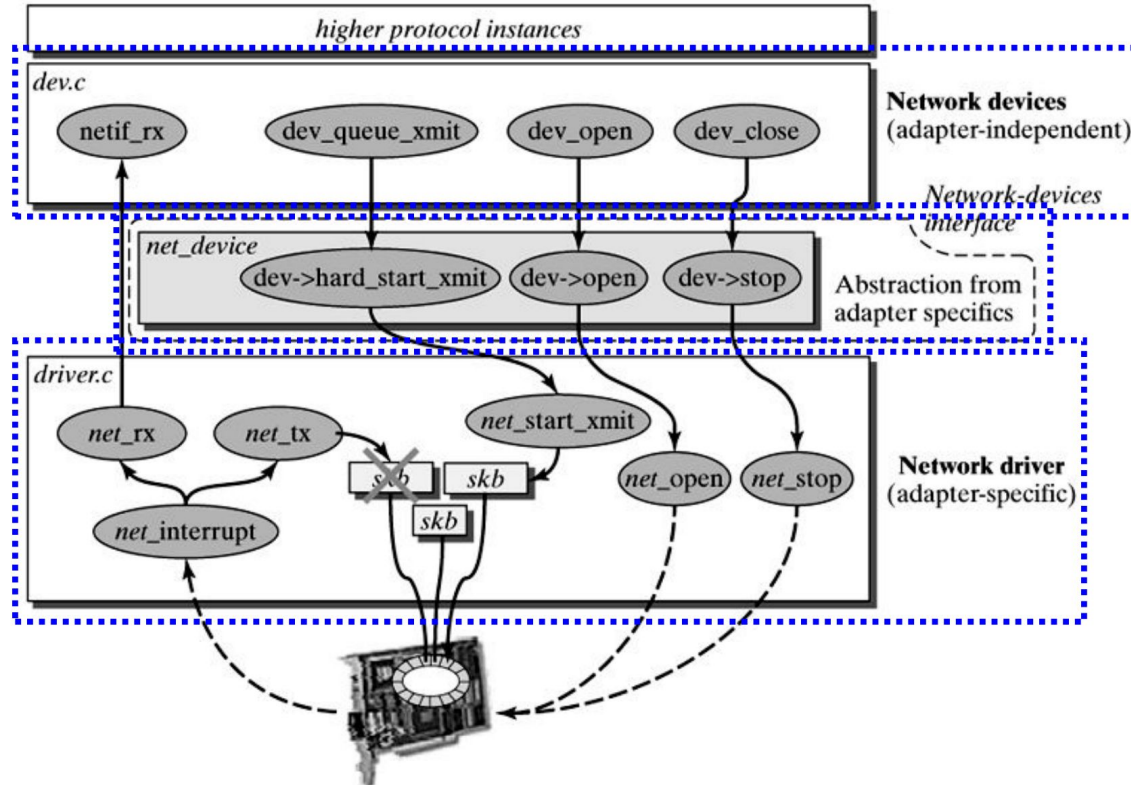 higher protocol instances
dev.c
netif_rx
dev_queue_xmit
dev_open
dev_close
Network devices
(adapter-independent)
Network-devices
interface
net_device
dev->hard_start_xmit
dev->open
dev->stop
Abstraction from
adapter specifics
driver.c
net_rx
net_tx
net_start_xmit
skb
skb
skb
net_open
net_stop
net_interrupt
Network driver
(adapter-specific)